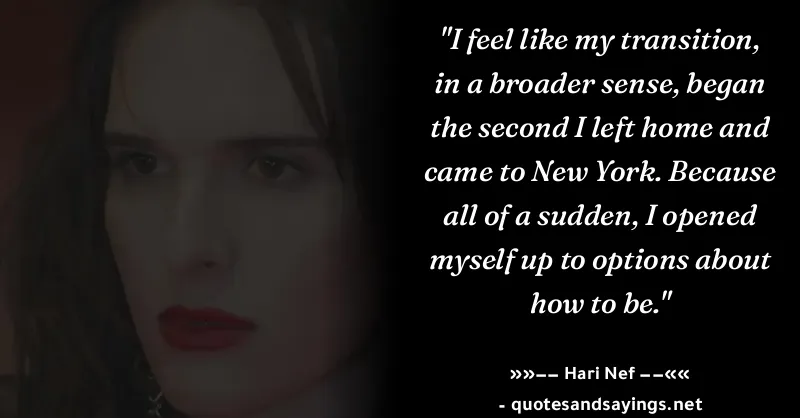 "I feel like my transition,
in a broader sense, began
the second I left home and
came to New York. Because
all of a sudden, I opened
myself up to options about
how to be."
»»−− Hari Nef −−««
- quotesandsayings.net